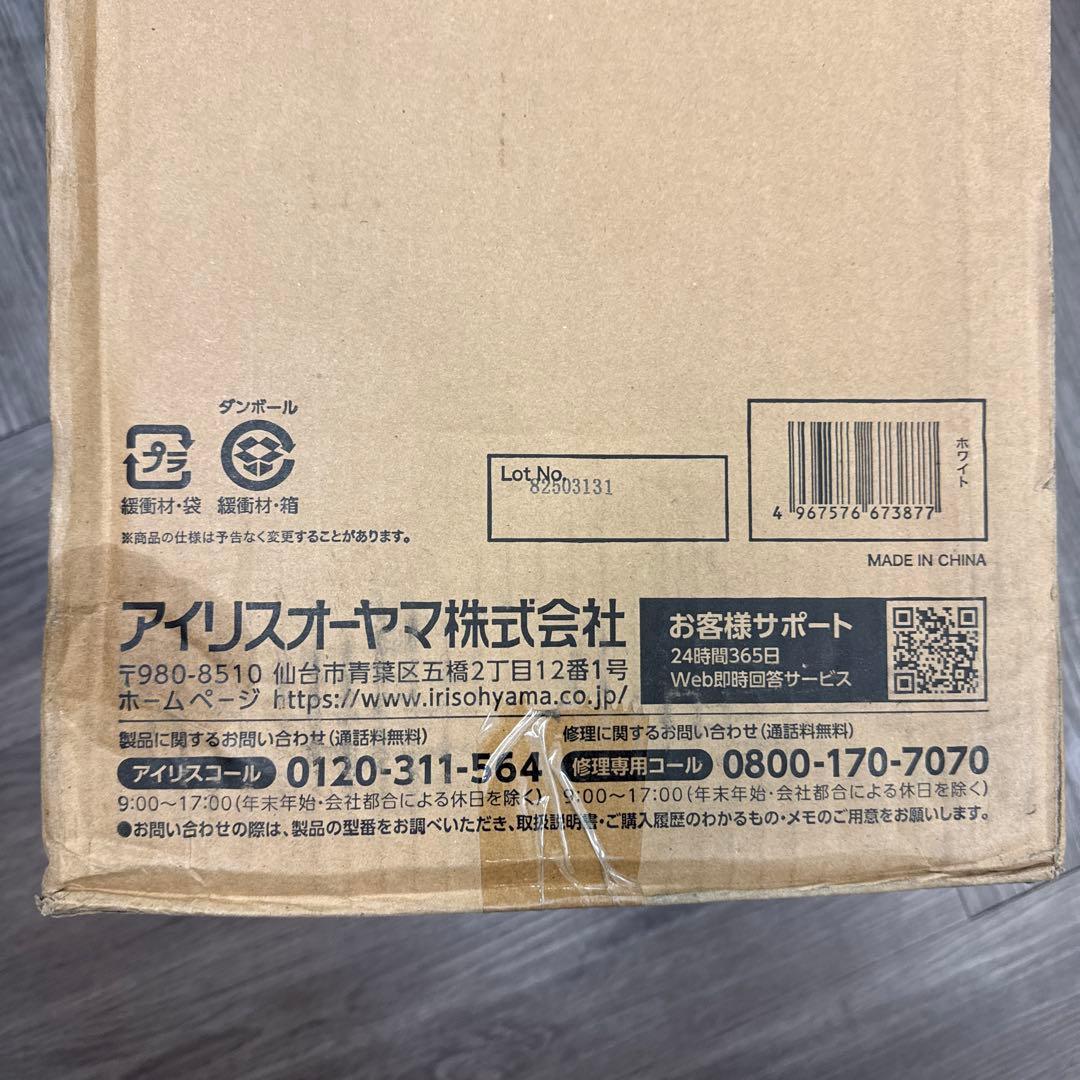 ダンボール
プラ
緩衝材・袋 緩衝材・箱
※商品の仕様は予告なく変更することがあります。
Lot No.
82503131
ホワイト
4 967576 673877
MADE IN CHINA
アイリスオーヤマ株式会社
〒980-8510 仙台市青葉区五橋2丁目12番1号
ホームページ https://www.irisohyama.co.jp/
お客様サポート
24時間365日
Web即時回答サービス
製品に関するお問い合わせ(通話料無料)
アイリスコール 0120-311-564
9:00〜17:00(年末年始・会社都合による休日を除く)
修理に関するお問い合わせ(通話料無料)
修理専用コール 0800-170-7070
9:00〜17:00(年末年始・会社都合による休日を除く)
●お問い合わせの際は、製品の型番をお調べいただき、取扱説明書・ご購入履歴のわかるもの・メモのご用意をお願いします。